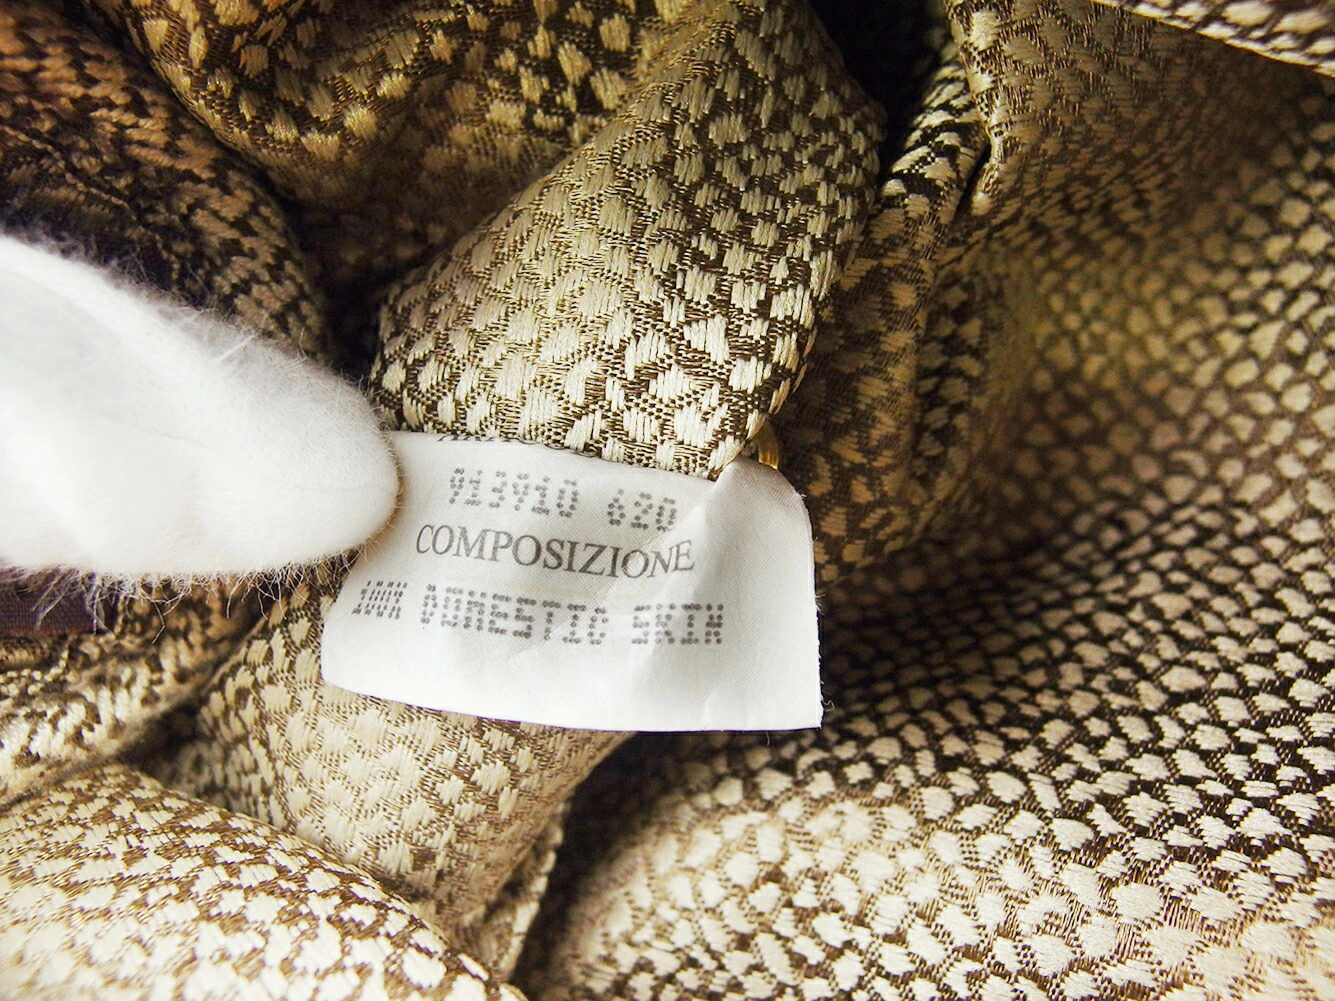 913910 620
COMPOSIZIONE
100% DOMESTIC SKIN